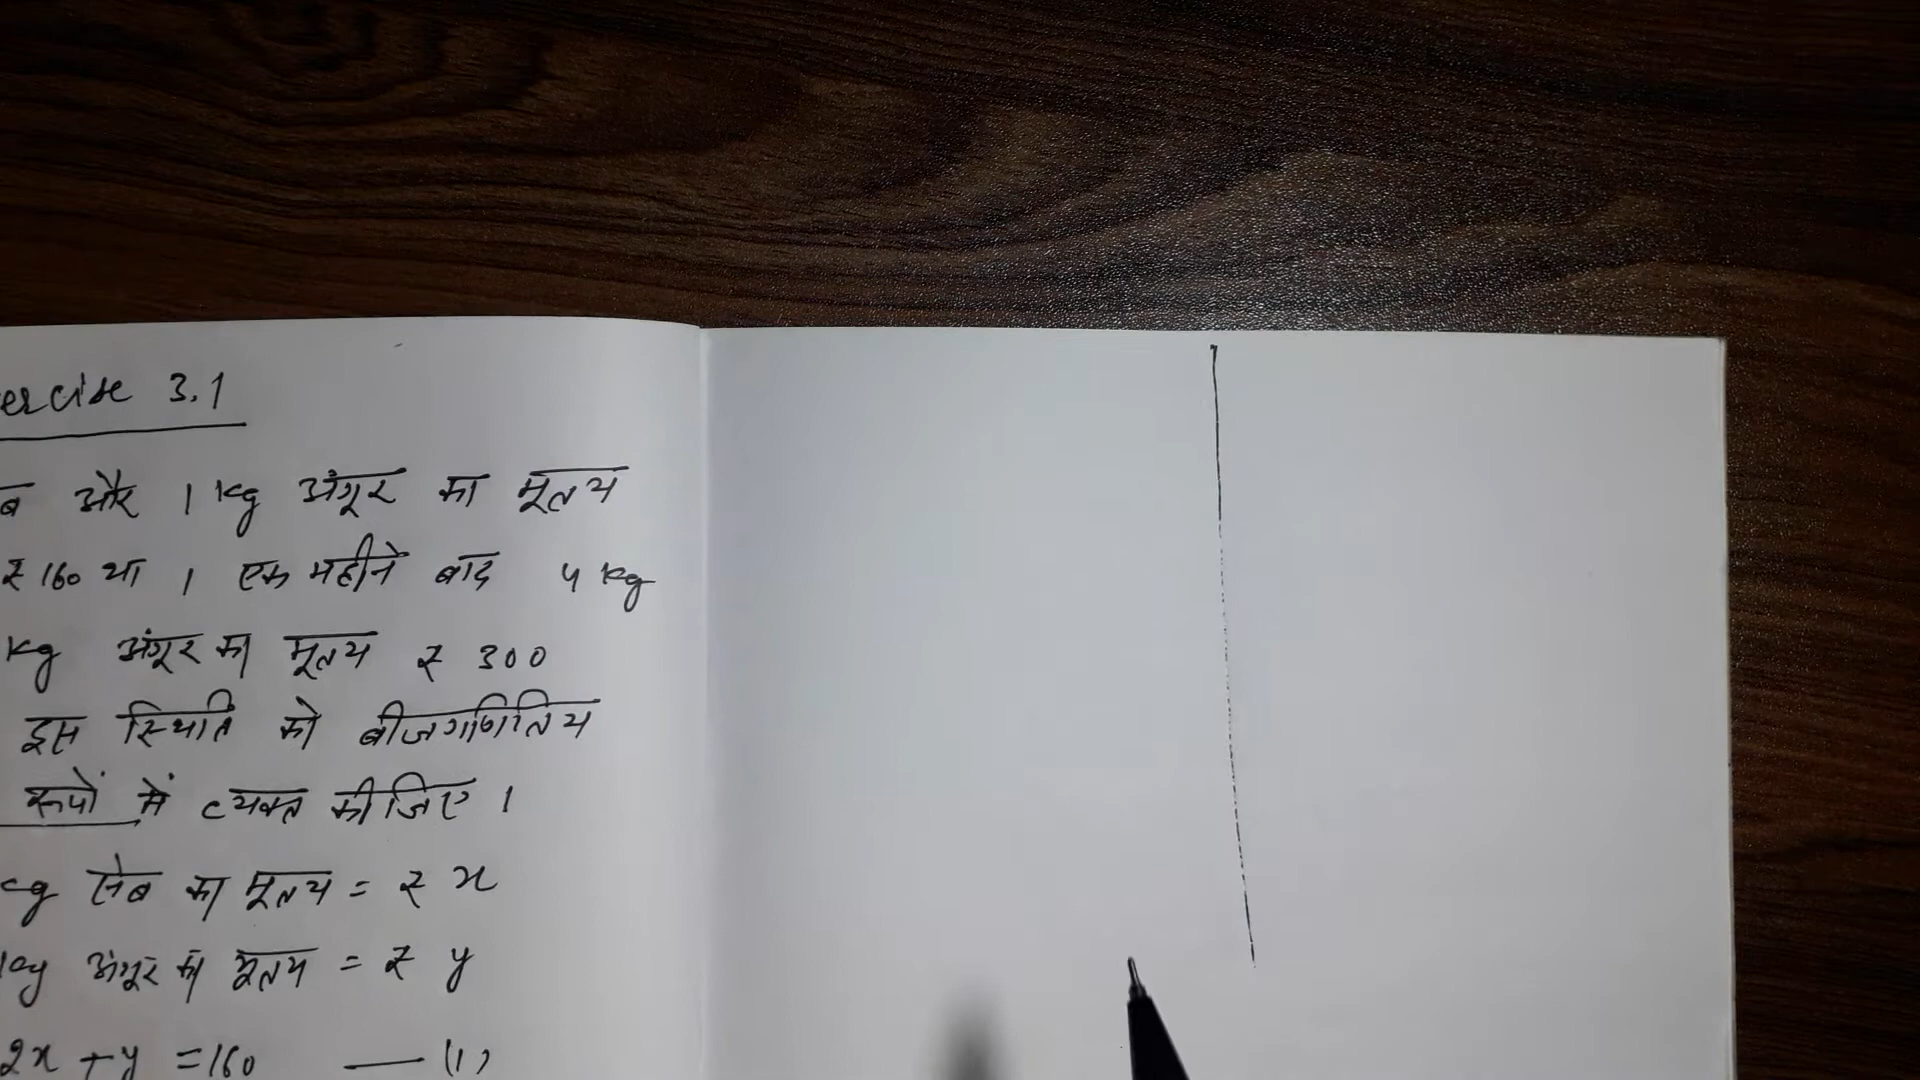 ercise 3.1
ब और 1 kg अंगूर का मूल्य
₹ 160 था । एक महीने बाद 4 kg
kg अंगूर का मूल्य ₹ 300
इस स्थिति को बीजगणितिय
रूपों में व्यक्त कीजिए ।
kg सेब का मूल्य = ₹ x
1kg अंगूर का मूल्य = ₹ y
2x + y = 160 — (1)